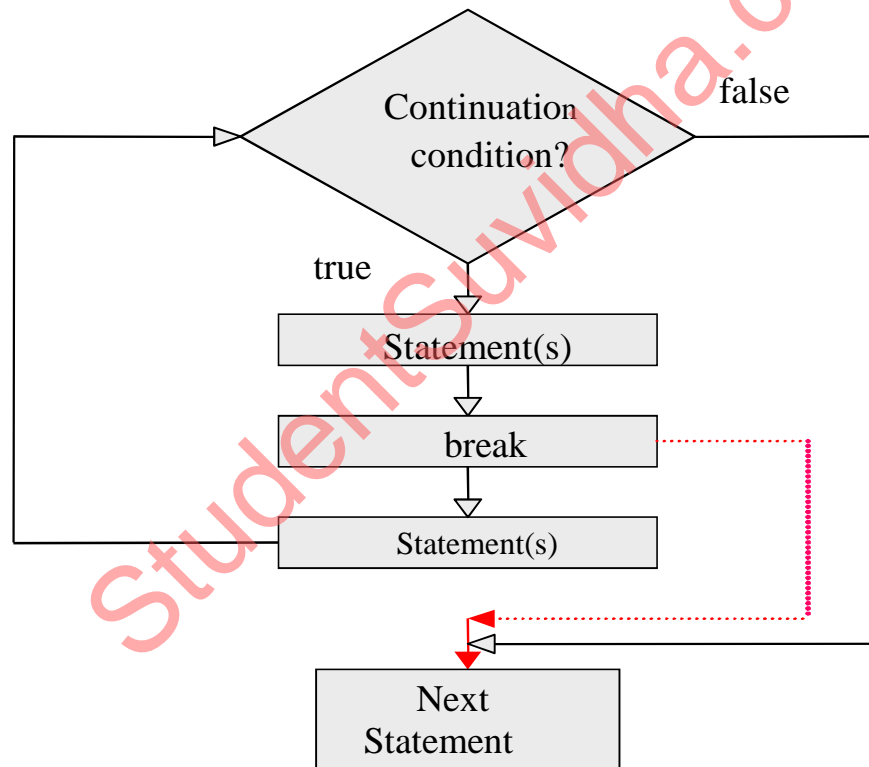 Continuation
condition?
false
true
Statement(s)
break
Statement(s)
Next
Statement
StudentSuvidha.c